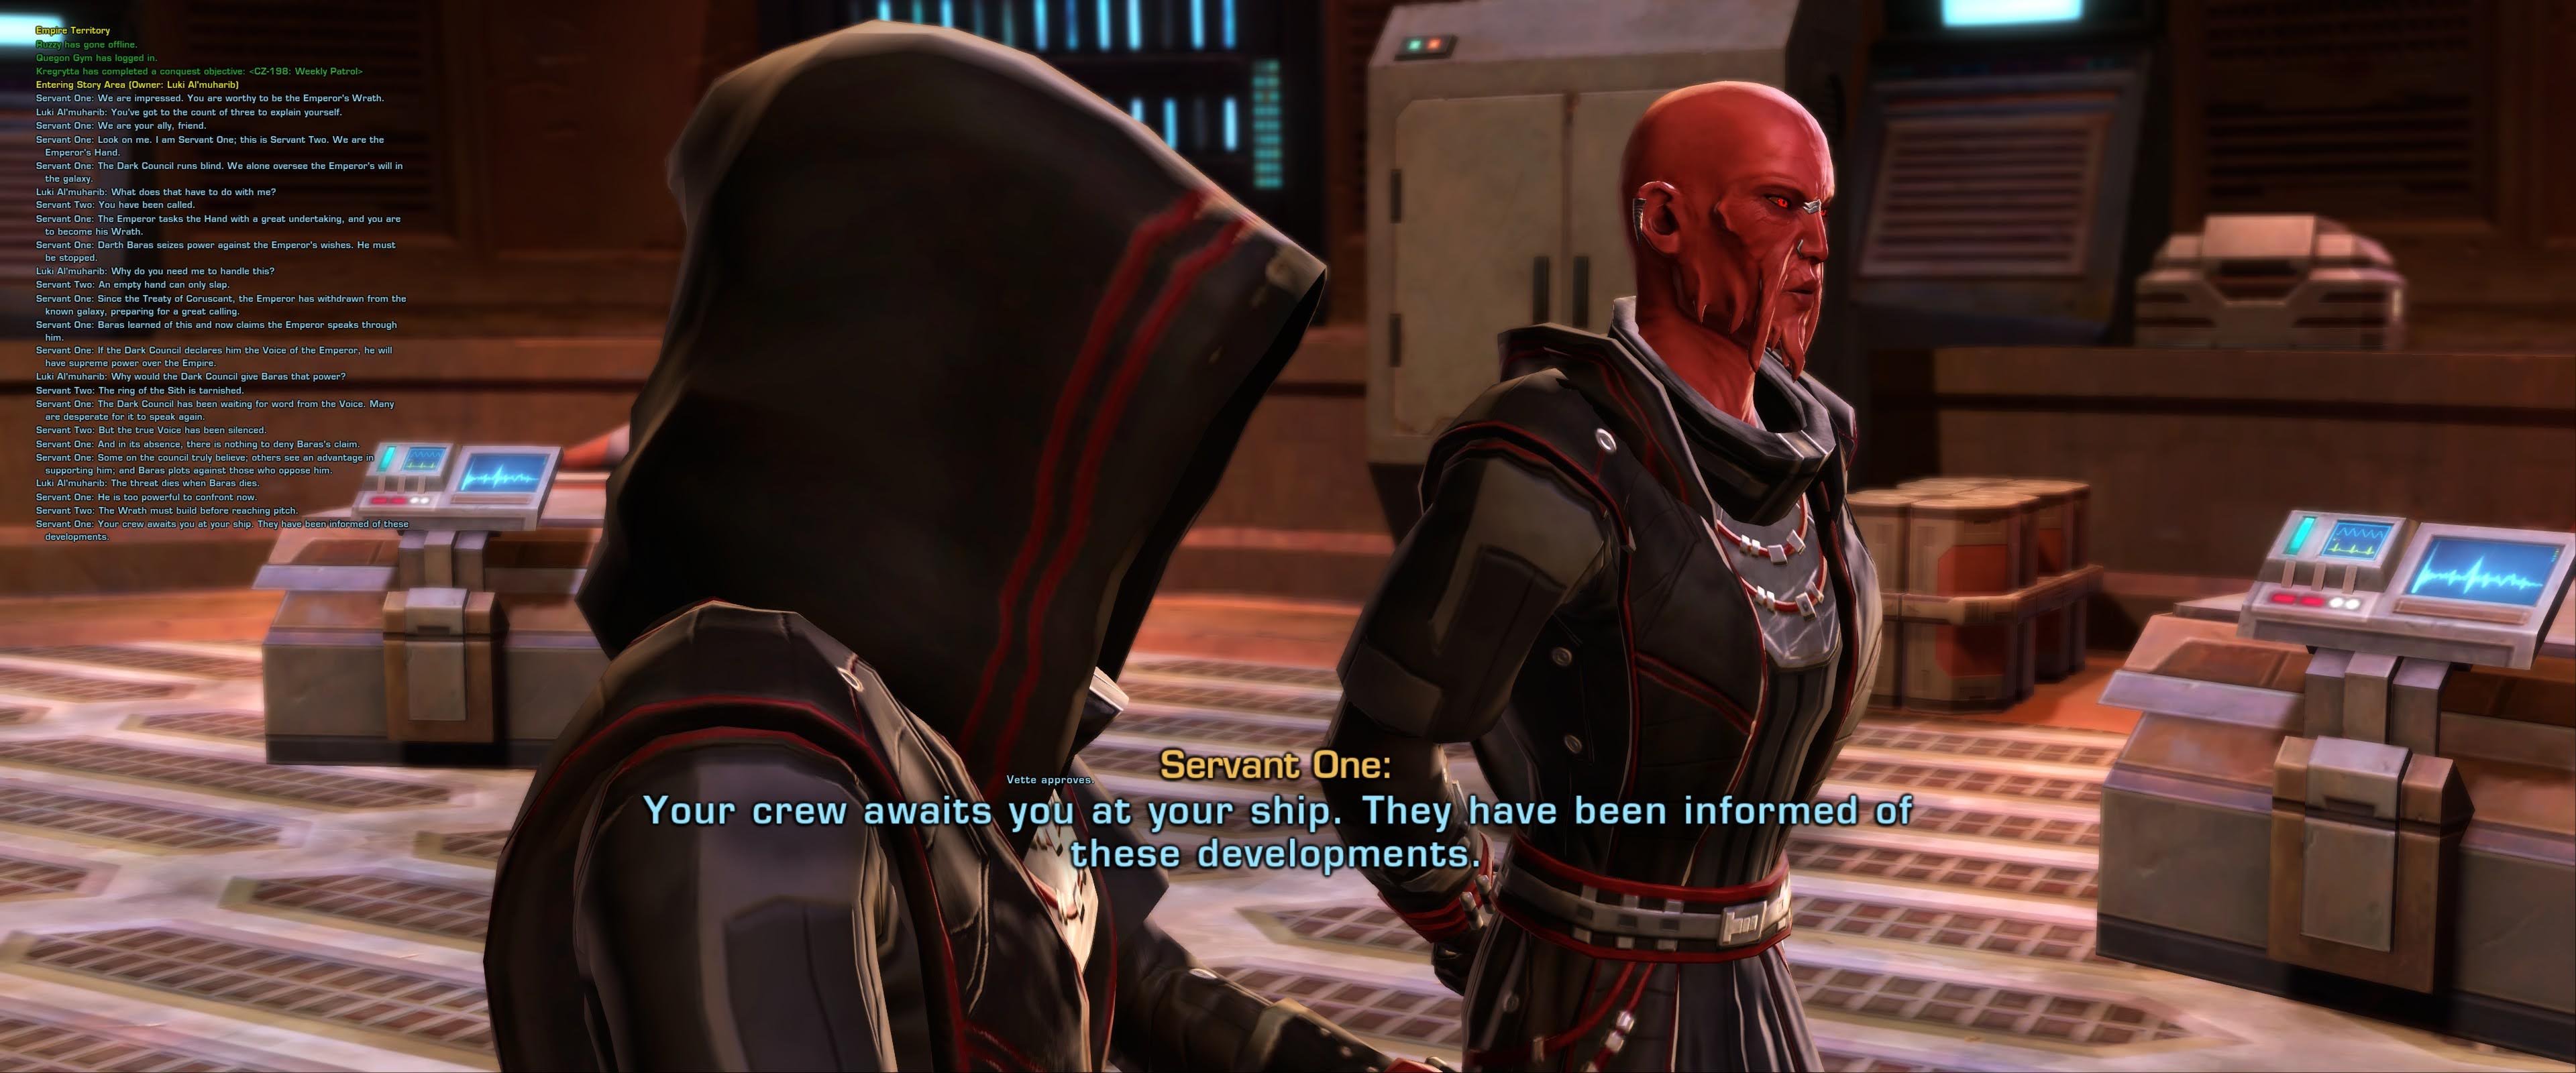 Empire Territory
Ruzzy has gone offline.
Quegon Gym has logged in.
Kregrytta has completed a conquest objective: <CZ-198: Weekly Patrol>
Entering Story Area (Owner: Luki Al'muharib)
Servant One: We are impressed. You are worthy to be the Emperor's Wrath.
Luki Al'muharib: You've got to the count of three to explain yourself.
Servant One: We are your ally, friend.
Servant One: Look on me. I am Servant One; this is Servant Two. We are the
Emperor's Hand.
Servant One: The Dark Council runs blind. We alone oversee the Emperor's will in
the galaxy.
Luki Al'muharib: What does that have to do with me?
Servant Two: You have been called.
Servant One: The Emperor tasks the Hand with a great undertaking, and you are
to become his Wrath.
Servant One: Darth Baras seizes power against the Emperor's wishes. He must
be stopped.
Luki Al'muharib: Why do you need me to handle this?
Servant Two: An empty hand can only slap.
Servant One: Since the Treaty of Coruscant, the Emperor has withdrawn from the
known galaxy, preparing for a great calling.
Servant One: Baras learned of this and now claims the Emperor speaks through
him.
Servant One: If the Dark Council declares him the Voice of the Emperor, he will
have supreme power over the Empire.
Luki Al'muharib: Why would the Dark Council give Baras that power?
Servant Two: The ring of the Sith is tarnished.
Servant One: The Dark Council has been waiting for word from the Voice. Many
are desperate for it to speak again.
Servant Two: But the true Voice has been silenced.
Servant One: And in its absence, there is nothing to deny Baras's claim.
Servant One: Some on the council truly believe; others see an advantage in
supporting him; and Baras plots against those who oppose him.
Luki Al'muharib: The threat dies when Baras dies.
Servant One: He is too powerful to confront now.
Servant Two: The Wrath must build before reaching pitch.
Servant One: Your crew awaits you at your ship. They have been informed of these
developments.
Servant One:
Vette approves.
Your crew awaits you at your ship. They have been informed of
these developments.